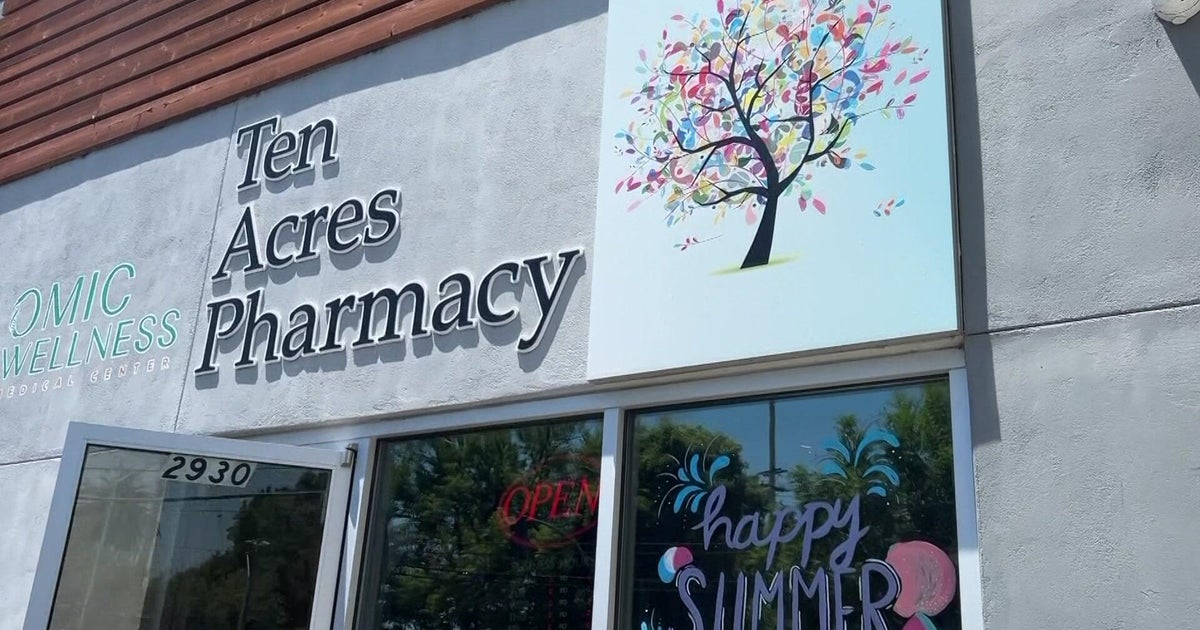 Ten
Acres
Pharmacy
OMIC
WELLNESS
MEDICAL CENTER
2930
OPEN
happy
SUMMER